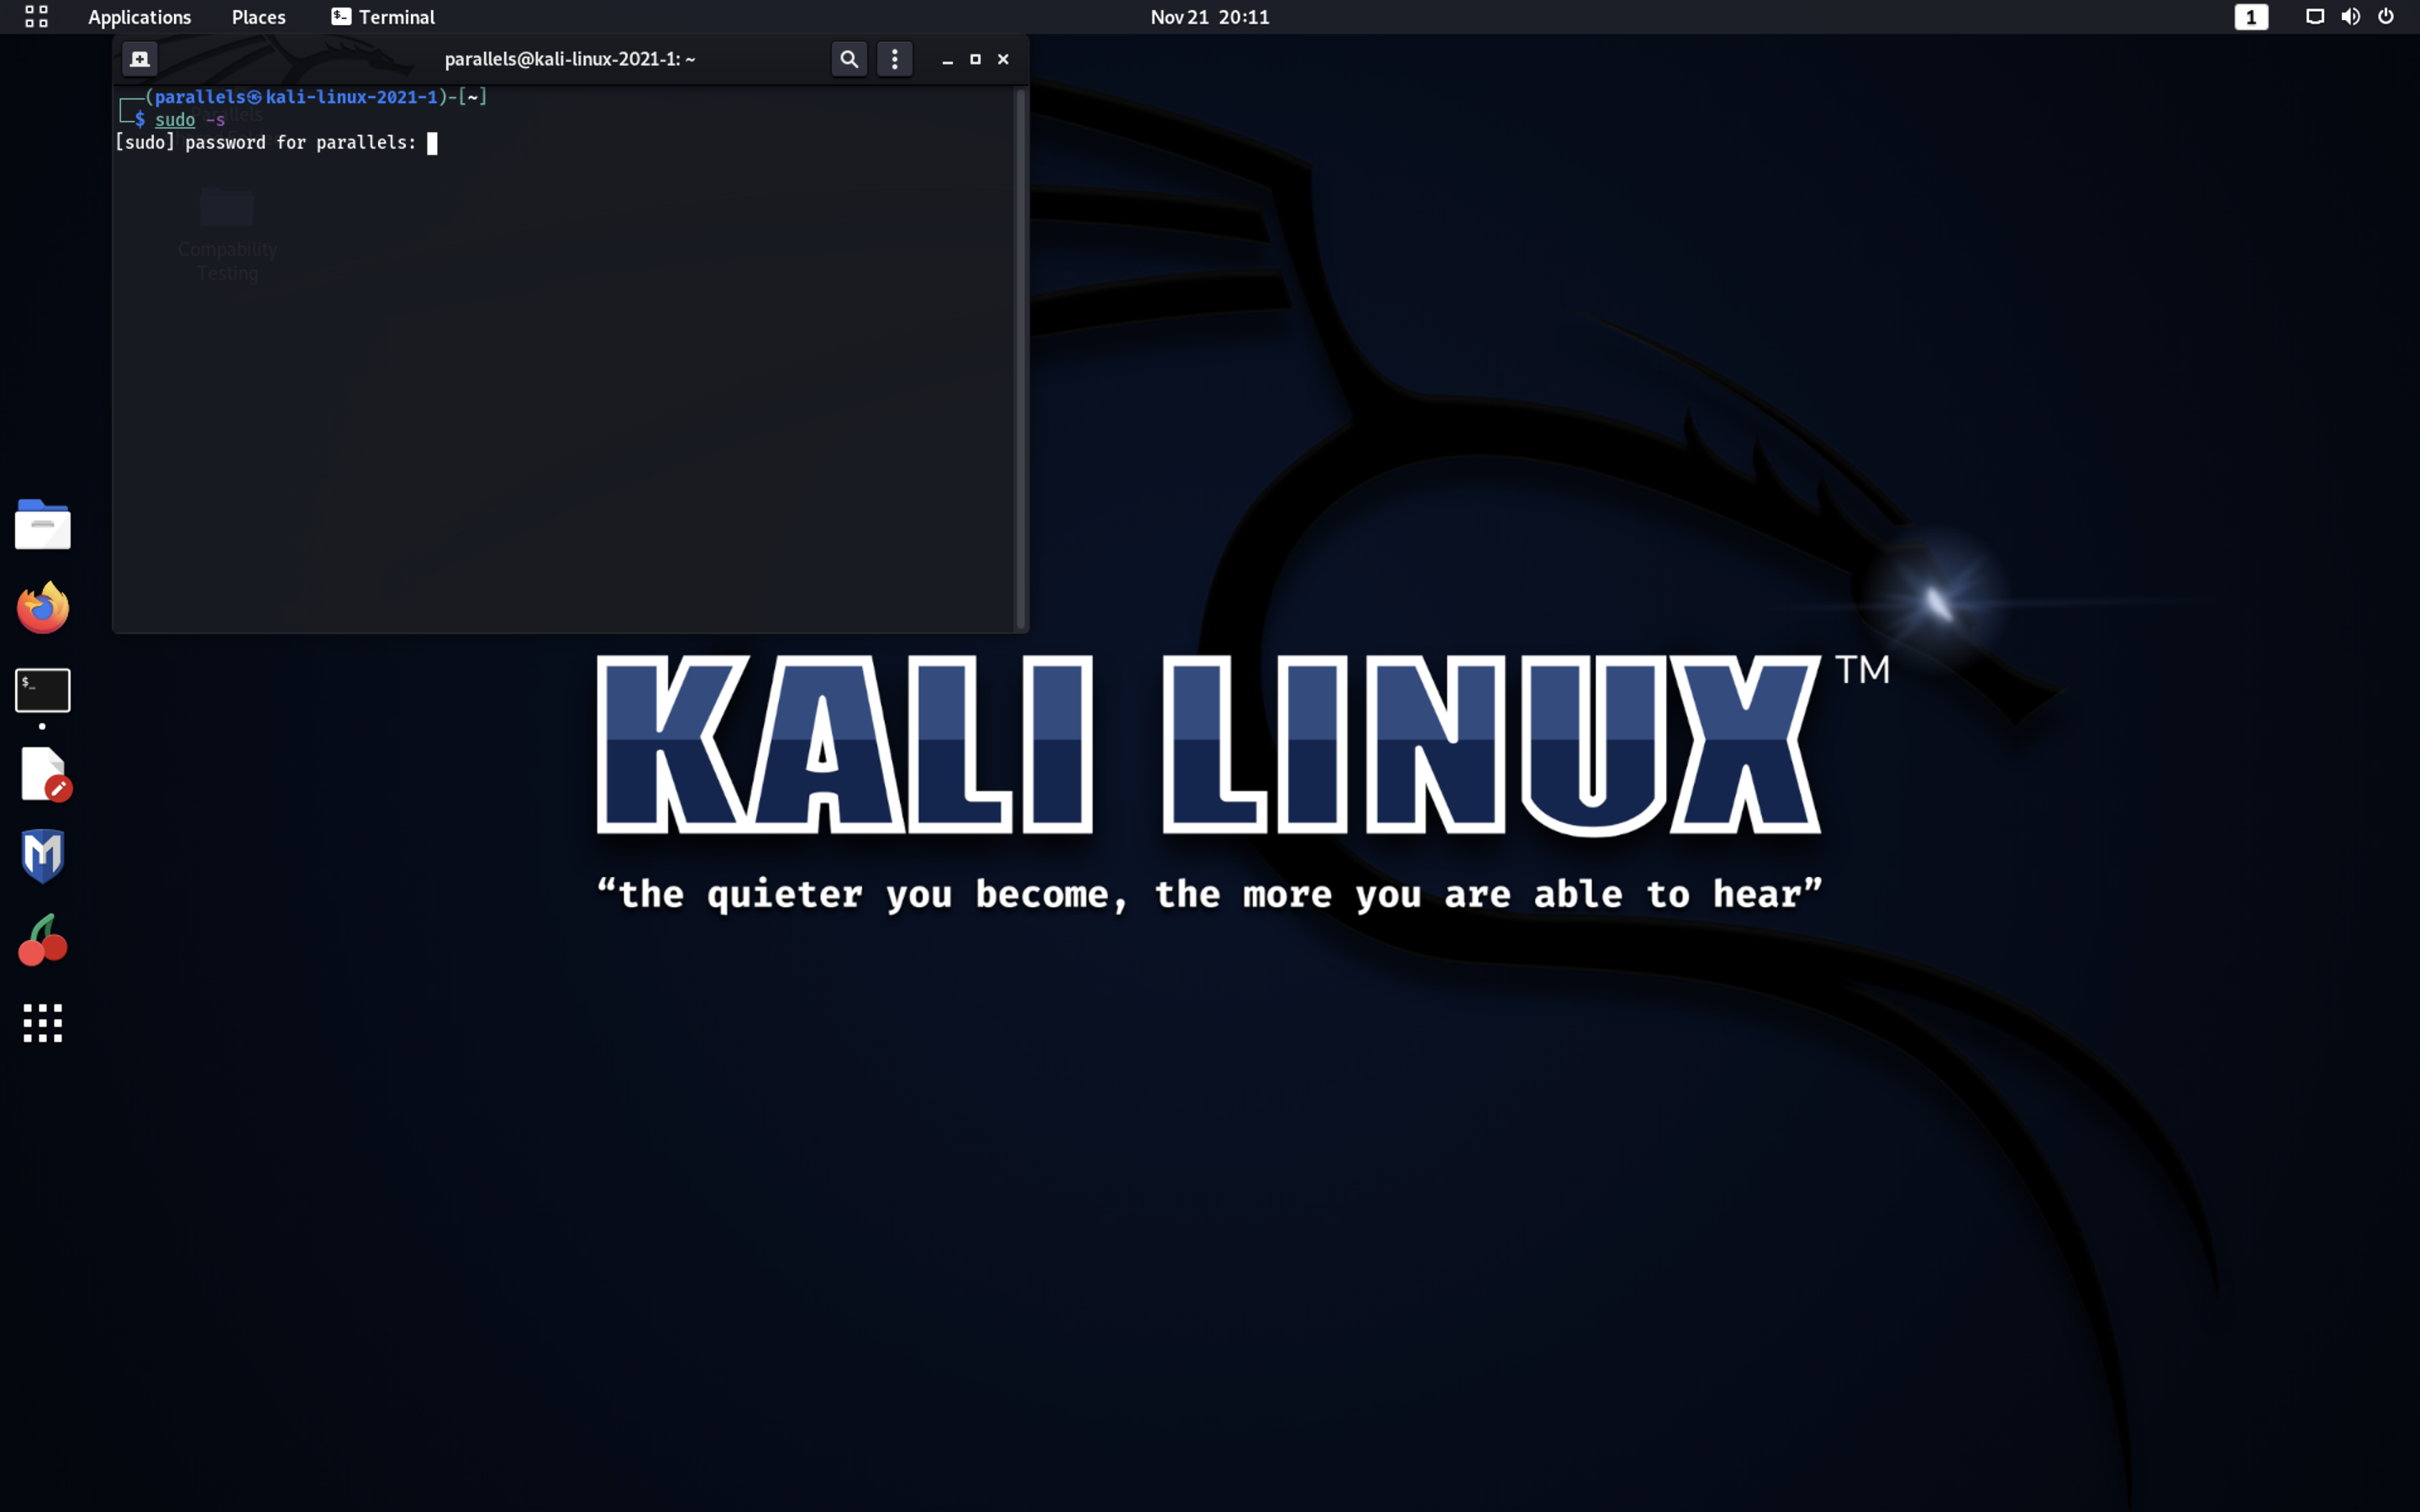 Applications Places Terminal Nov 21 20:11 1
parallels@kali-linux-2021-1: ~
┌──(parallels㉿kali-linux-2021-1)-[~]
└─$ sudo -s
[sudo] password for parallels:
Parallels
Compability
Testing
$_
KALI LINUX™
“the quieter you become, the more you are able to hear”